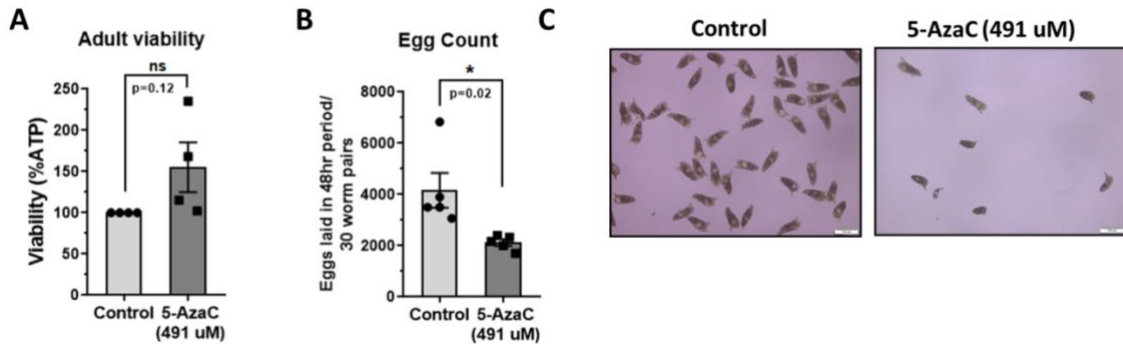 A
Adult viability
ns
p=0.12
Viability (%ATP)
250
200
150
100
50
0
Control
5-AzaC
(491 uM)
B
Egg Count
*
p=0.02
Eggs laid in 48hr period/
30 worm pairs
8000
6000
4000
2000
0
Control
5-AzaC
(491 uM)
C
Control
5-AzaC (491 uM)